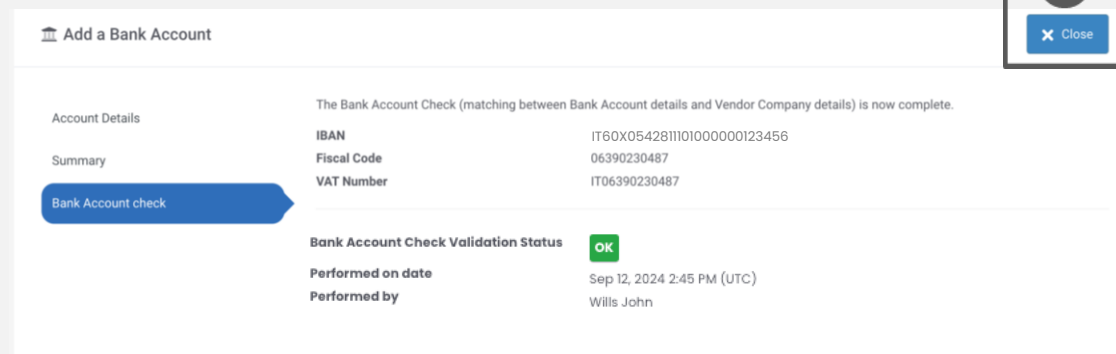 Add a Bank Account
Close
Account Details
Summary
Bank Account check
The Bank Account Check (matching between Bank Account details and Vendor Company details) is now complete.
IBAN IT60X0542811101000000123456
Fiscal Code 06390230487
VAT Number IT06390230487
Bank Account Check Validation Status OK
Performed on date Sep 12, 2024 2:45 PM (UTC)
Performed by Wills John